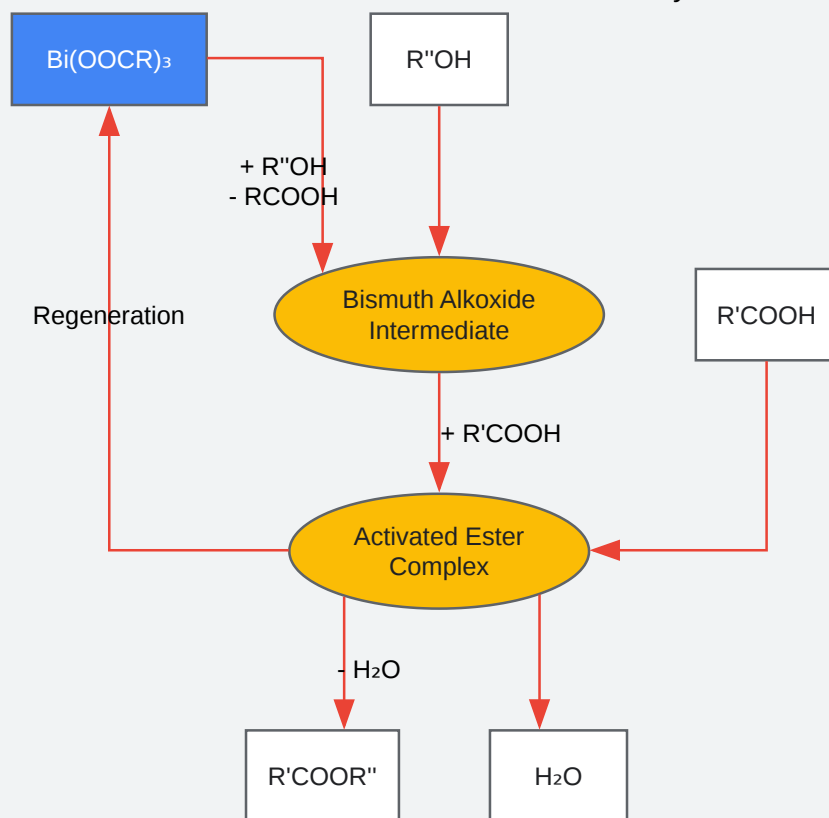 Bi(OOCR)₃
R''OH
+ R''OH
- RCOOH
Bismuth Alkoxide
Intermediate
R'COOH
Regeneration
+ R'COOH
Activated Ester
Complex
- H₂O
R'COOR''
H₂O